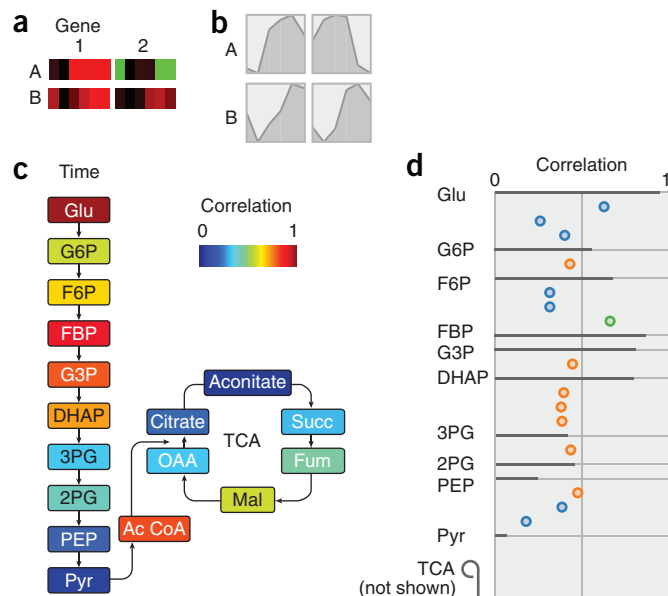 a
Gene
1 2
A
B
b
A
B
c
Time
Glu
G6P
F6P
FBP
G3P
DHAP
3PG
2PG
PEP
Pyr
Correlation
0 1
Aconitate
Citrate
Succ
TCA
OAA
Fum
Mal
Ac CoA
d
Correlation
0 1
Glu
G6P
F6P
FBP
G3P
DHAP
3PG
2PG
PEP
Pyr
TCA
(not shown)